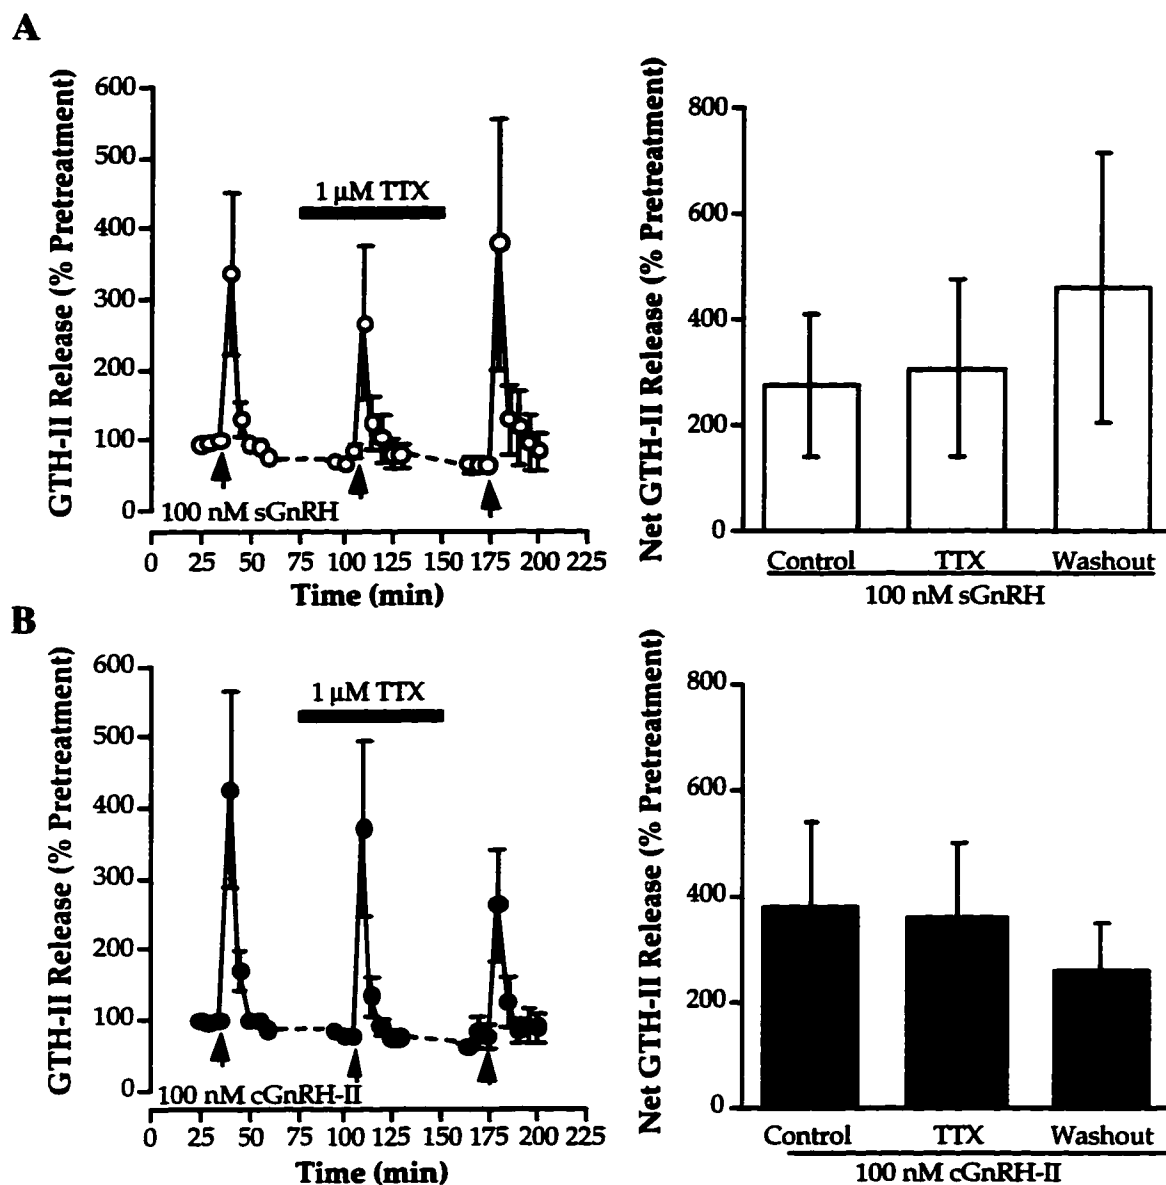 A
GTH-II Release (% Pretreatment)
600
500
400
300
200
100
0
1 µM TTX
100 nM sGnRH
0 25 50 75 100 125 150 175 200 225
Time (min)
Net GTH-II Release (% Pretreatment)
800
600
400
200
0
Control TTX Washout
100 nM sGnRH
B
GTH-II Release (% Pretreatment)
600
500
400
300
200
100
0
1 µM TTX
100 nM cGnRH-II
0 25 50 75 100 125 150 175 200 225
Time (min)
Net GTH-II Release (% Pretreatment)
800
600
400
200
0
Control TTX Washout
100 nM cGnRH-II